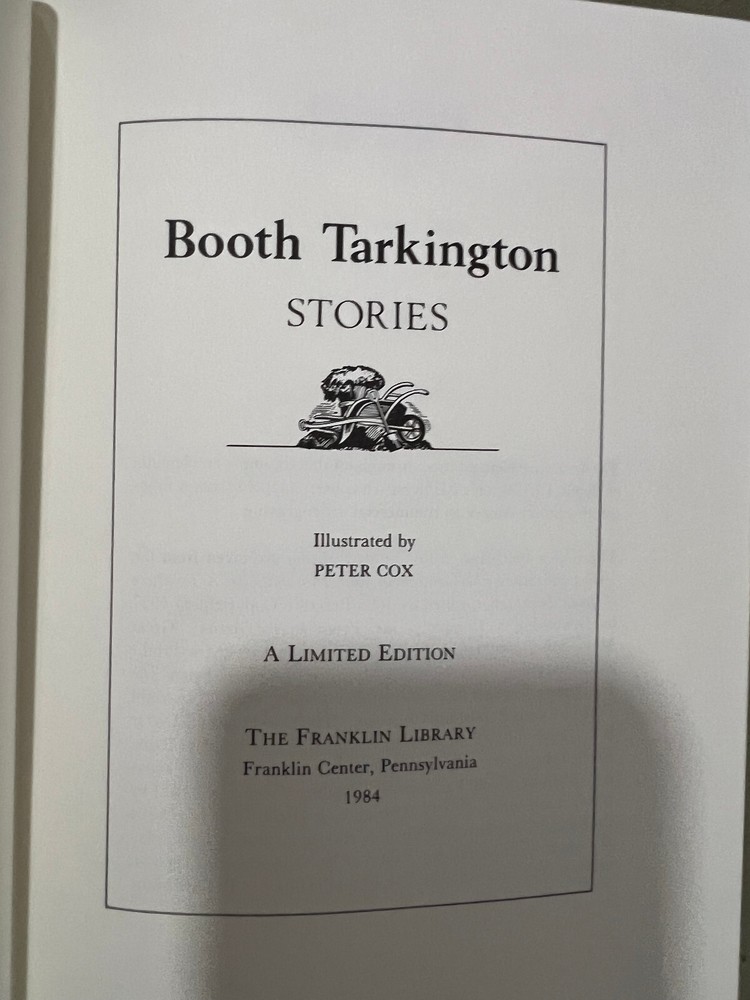 Booth Tarkington
STORIES
Illustrated by
PETER COX
A LIMITED EDITION
THE FRANKLIN LIBRARY
Franklin Center, Pennsylvania
1984